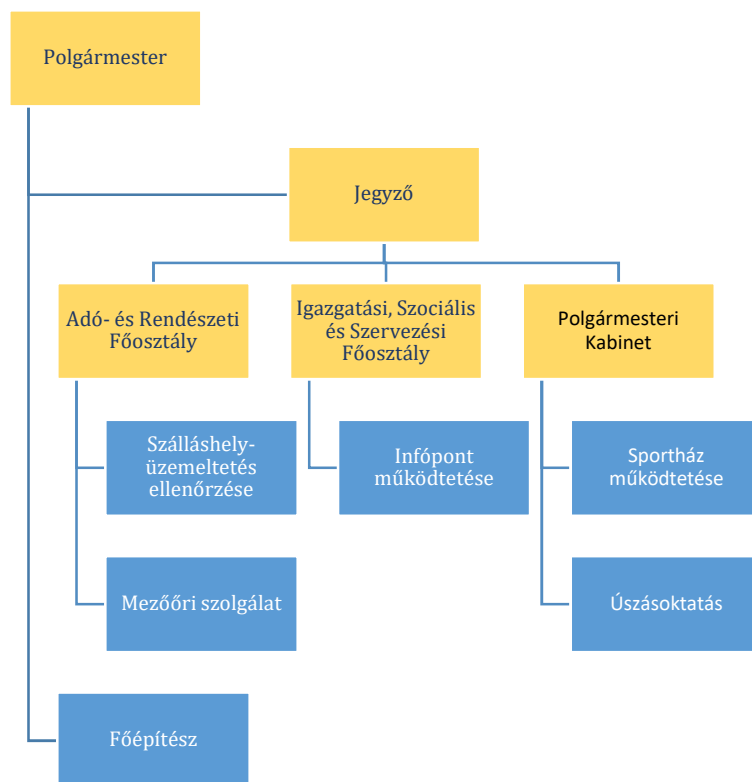 Polgármester
Jegyző
Adó- és Rendészeti
Főosztály
Igazgatási, Szociális
és Szervezési
Főosztály
Polgármesteri
Kabinet
Szálláshely-
üzemeltetés
ellenőrzése
Infópont
működtetése
Sportház
működtetése
Mezőőri szolgálat
Úszásoktatás
Főépítész